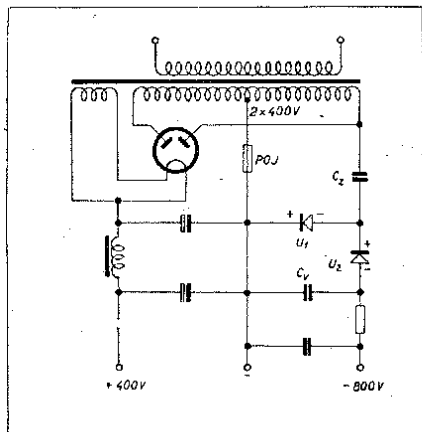 2×400V
POJ
C₂
+ -
U₁
+
U₂
-
Cᵥ
+400V
-
-800V